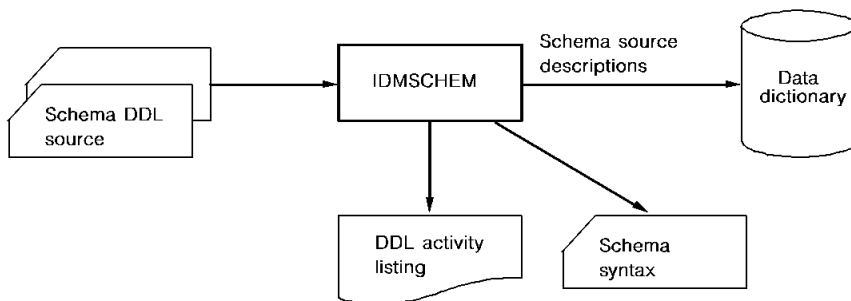 Schema DDL
source
IDMSCHEM
Schema source
descriptions
Data
dictionary
DDL activity
listing
Schema
syntax